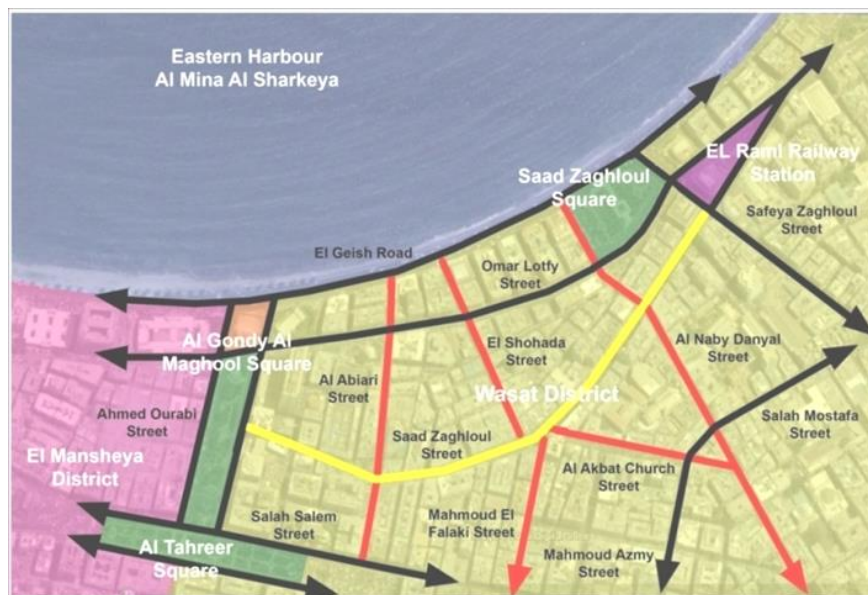 Eastern Harbour
Al Mina Al Sharkeya
EL Raml Railway
Station
Saad Zaghloul
Square
Safeya Zaghloul
Street
El Geish Road
Omar Lotfy
Street
Al Gondy Al
Maghool Square
El Shohada
Street
Al Naby Danyal
Street
Al Abiari
Street
Wasat District
Ahmed Ourabi
Street
Salah Mostafa
Street
Saad Zaghloul
Street
El Mansheya
District
Al Akbat Church
Street
Salah Salem
Street
Mahmoud El
Falaki Street
Al Tahreer
Square
Mahmoud Azmy
Street